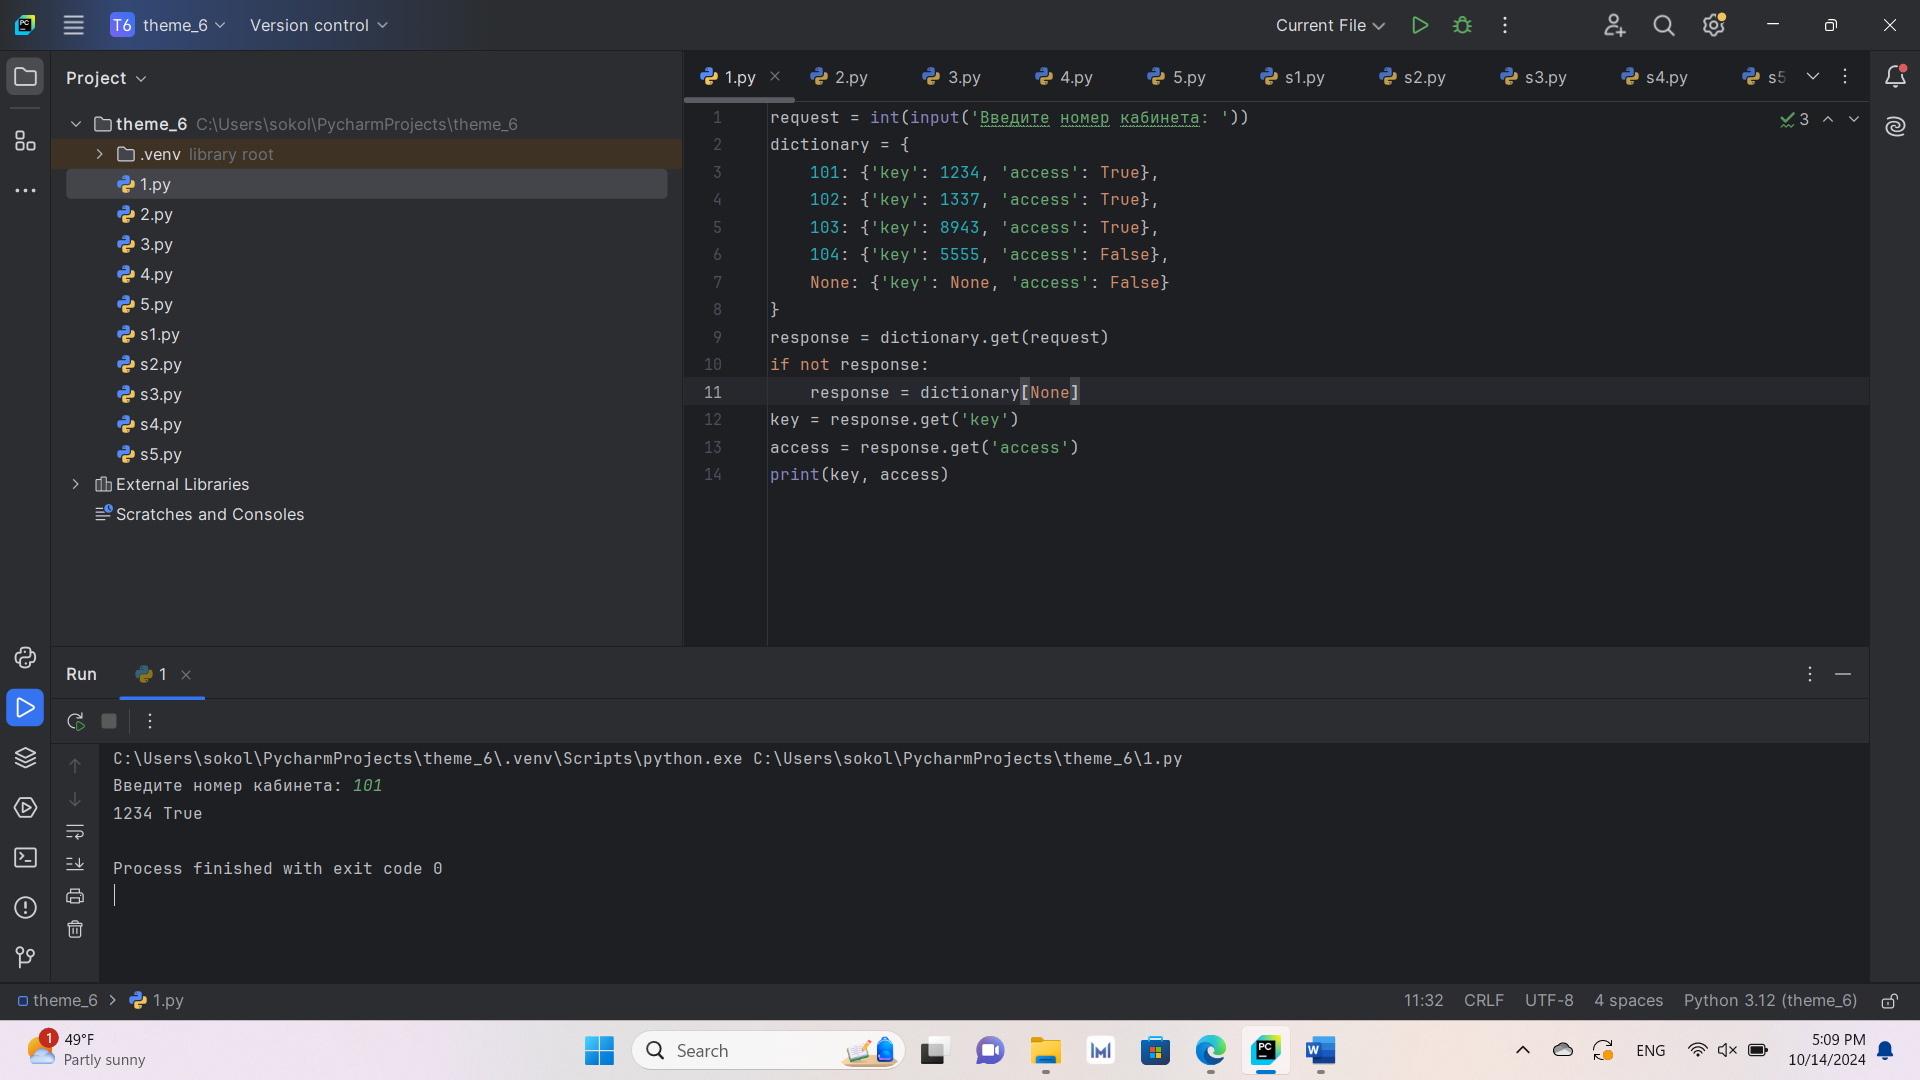 T6 theme_6 Version control Current File
Project
theme_6 C:\Users\sokol\PycharmProjects\theme_6
.venv library root
1.py
2.py
3.py
4.py
5.py
s1.py
s2.py
s3.py
s4.py
s5.py
External Libraries
Scratches and Consoles
1.py 2.py 3.py 4.py 5.py s1.py s2.py s3.py s4.py s5
3
1 request = int(input('Введите номер кабинета: '))
2 dictionary = {
3 101: {'key': 1234, 'access': True},
4 102: {'key': 1337, 'access': True},
5 103: {'key': 8943, 'access': True},
6 104: {'key': 5555, 'access': False},
7 None: {'key': None, 'access': False}
8 }
9 response = dictionary.get(request)
10 if not response:
11 response = dictionary[None]
12 key = response.get('key')
13 access = response.get('access')
14 print(key, access)
Run 1
C:\Users\sokol\PycharmProjects\theme_6\.venv\Scripts\python.exe C:\Users\sokol\PycharmProjects\theme_6\1.py
Введите номер кабинета: 101
1234 True
Process finished with exit code 0
theme_6 > 1.py 11:32 CRLF UTF-8 4 spaces Python 3.12 (theme_6)
1
49°F
Partly sunny
Search
PC
W
ENG
5:09 PM
10/14/2024